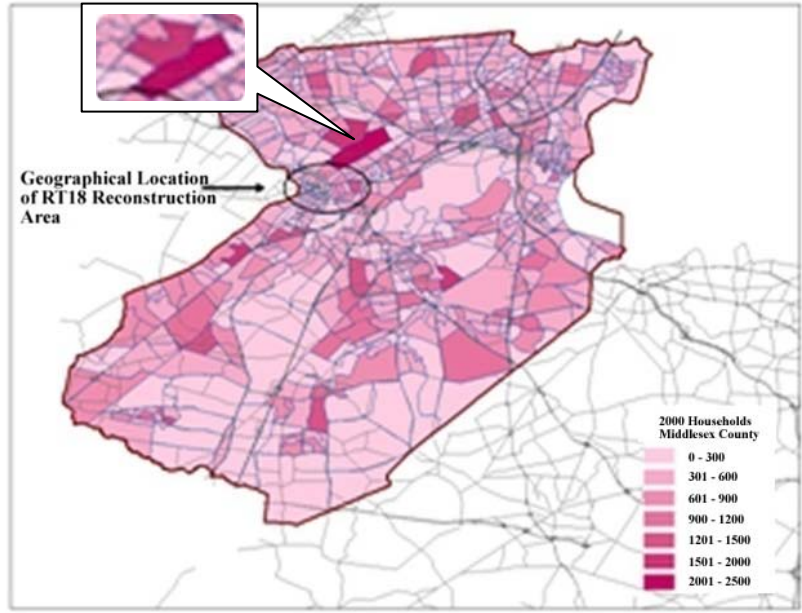 Geographical Location
of RT18 Reconstruction
Area
2000 Households
Middlesex County
0 - 300
301 - 600
601 - 900
900 - 1200
1201 - 1500
1501 - 2000
2001 - 2500